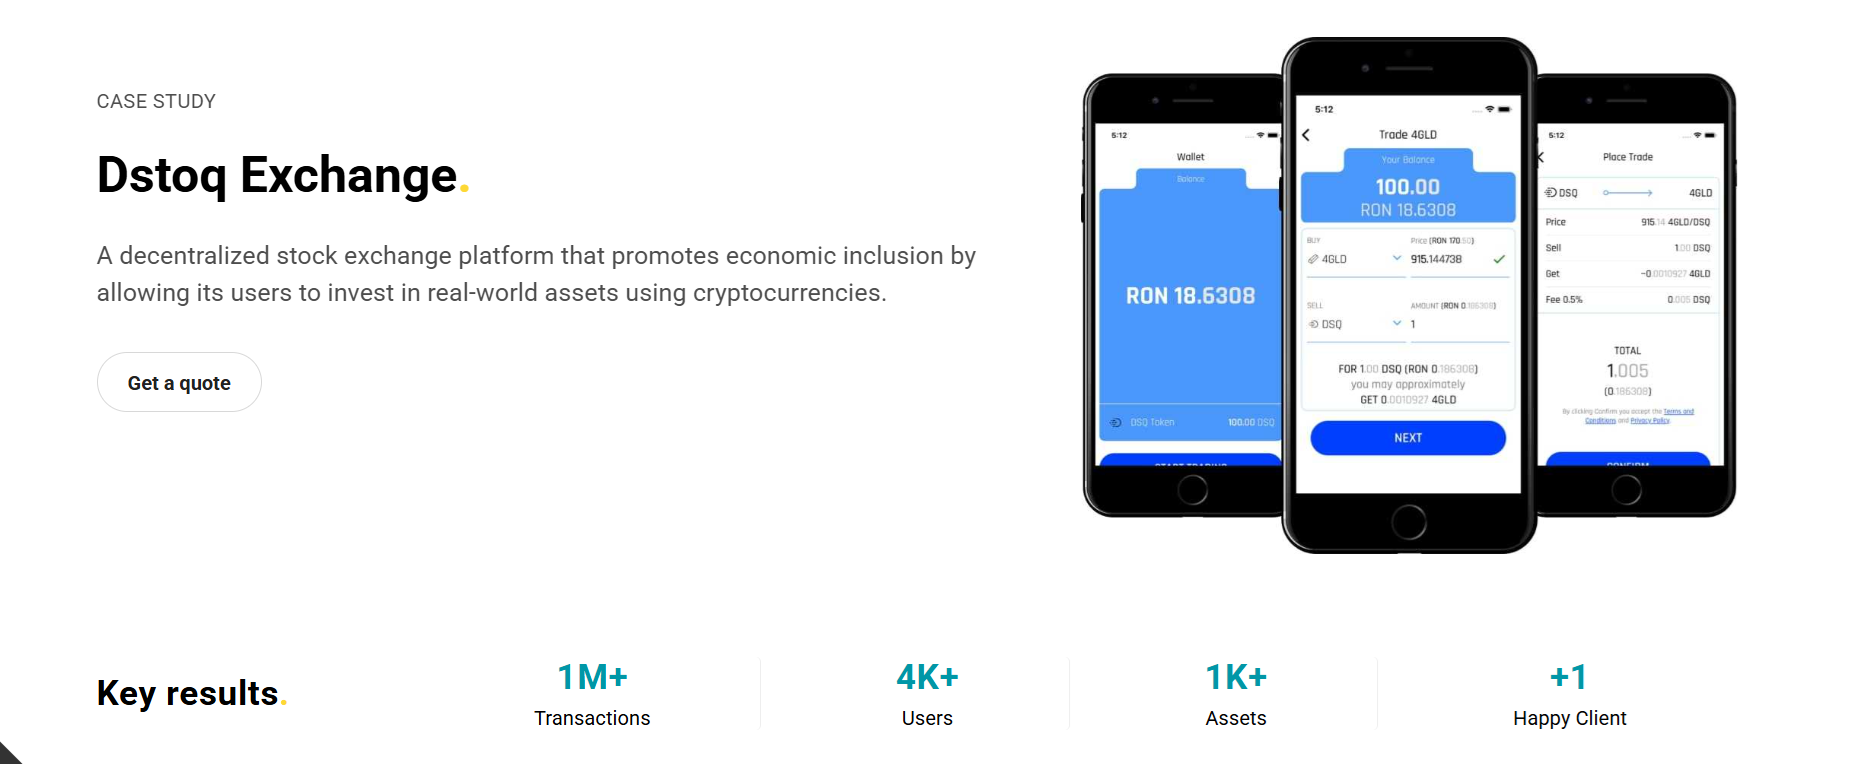 CASE STUDY
Dstoq Exchange.
A decentralized stock exchange platform that promotes economic inclusion by
allowing its users to invest in real-world assets using cryptocurrencies.
Get a quote
5:12
Wallet
Balance
RON 18.6308
DSQ Token 100.00 DSQ
START TRADING
5:12
Trade 4GLD
Your Balance
100.00
RON 18.6308
BUY Price (RON 170.50)
4GLD 915.144738
SELL AMOUNT (RON 0.186308)
DSQ 1
FOR 1.00 DSQ (RON 0.186308)
you may approximately
GET 0.0010927 4GLD
NEXT
5:12
Place Trade
DSQ 4GLD
Price 915.14 4GLD/DSQ
Sell 1.00 DSQ
Get ~0.0010927 4GLD
Fee 0.5% 0.005 DSQ
TOTAL
1.005
(0.186308)
By clicking Confirm you accept the Terms and
Conditions and Privacy Policy.
CONFIRM
Key results.
1M+
Transactions
4K+
Users
1K+
Assets
+1
Happy Client